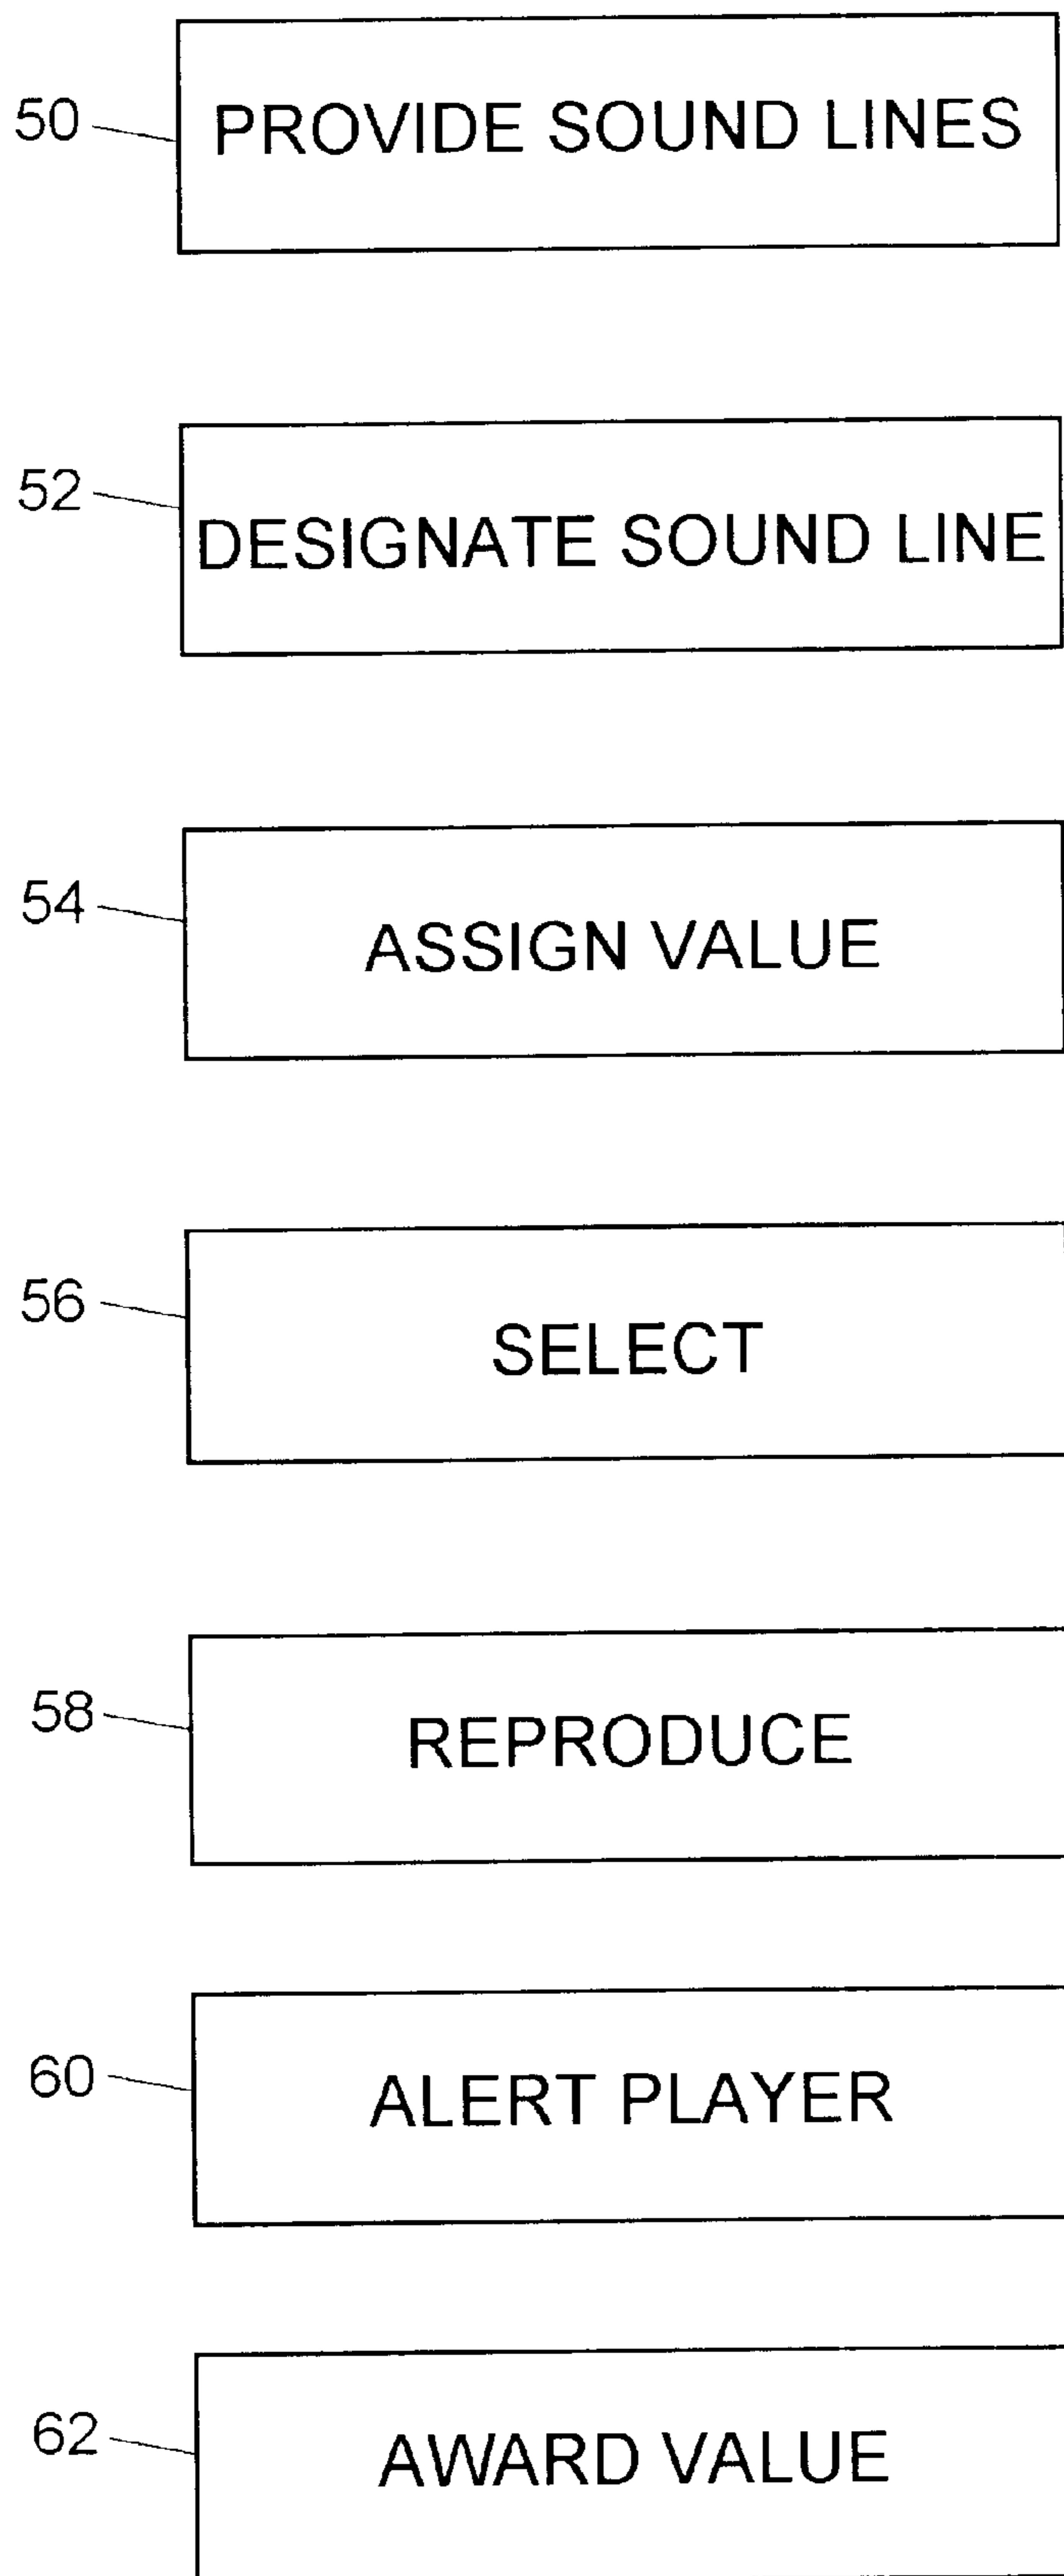 50 PROVIDE SOUND LINES
52 DESIGNATE SOUND LINE
54 ASSIGN VALUE
56 SELECT
58 REPRODUCE
60 ALERT PLAYER
62 AWARD VALUE